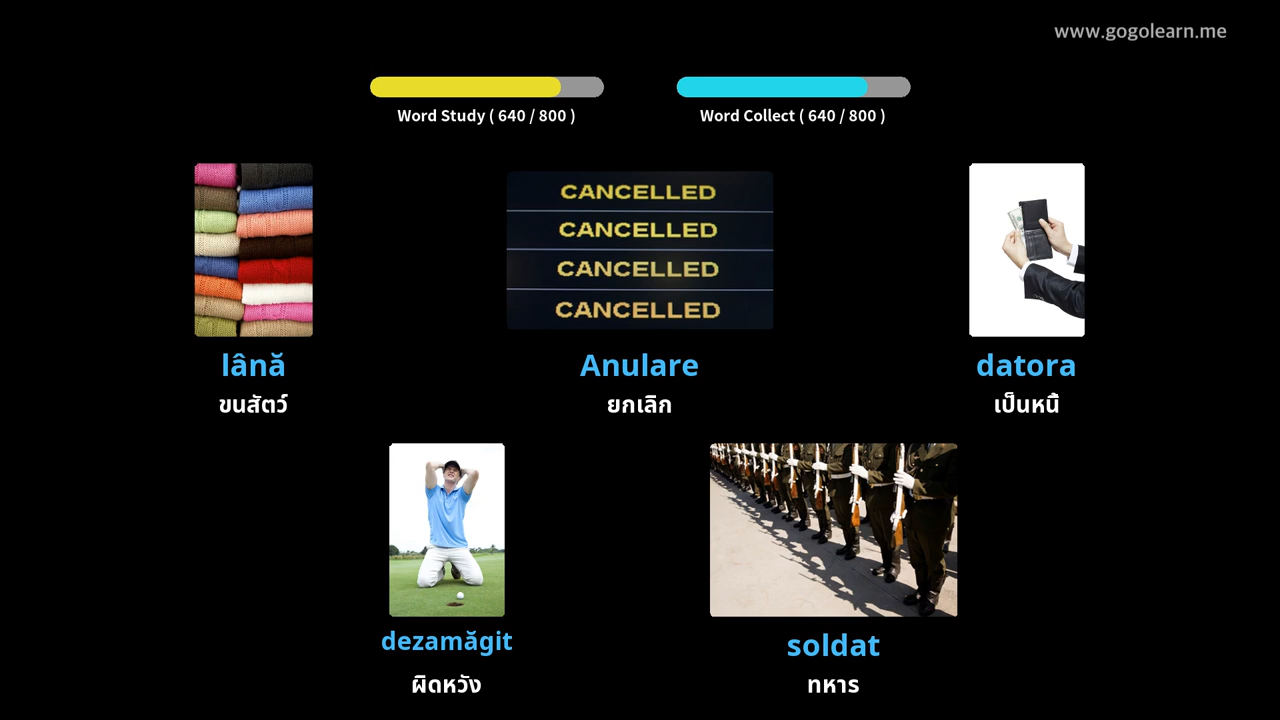 www.gogolearn.me
Word Study ( 640 / 800 )
Word Collect ( 640 / 800 )
CANCELLED
CANCELLED
CANCELLED
CANCELLED
lână
Anulare
datora
ขนสัตว์
ยกเลิก
เป็นหนี้
dezamăgit
soldat
ผิดหวัง
ทหาร